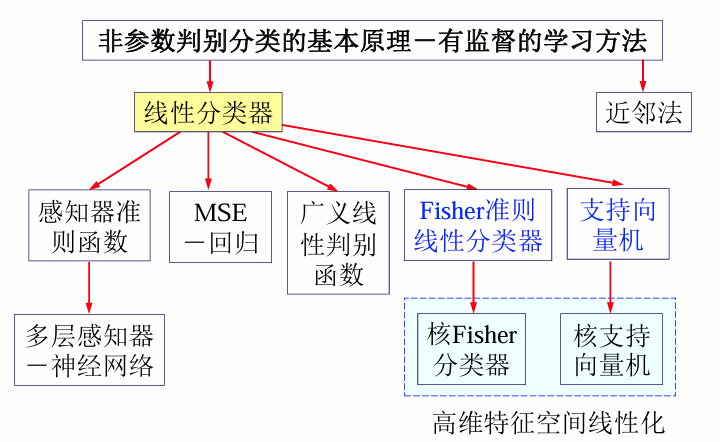 非参数判别分类的基本原理－有监督的学习方法
线性分类器
近邻法
感知器准
则函数
MSE
－回归
广义线
性判别
函数
Fisher准则
线性分类器
支持向
量机
多层感知器
－神经网络
核Fisher
分类器
核支持
向量机
高维特征空间线性化